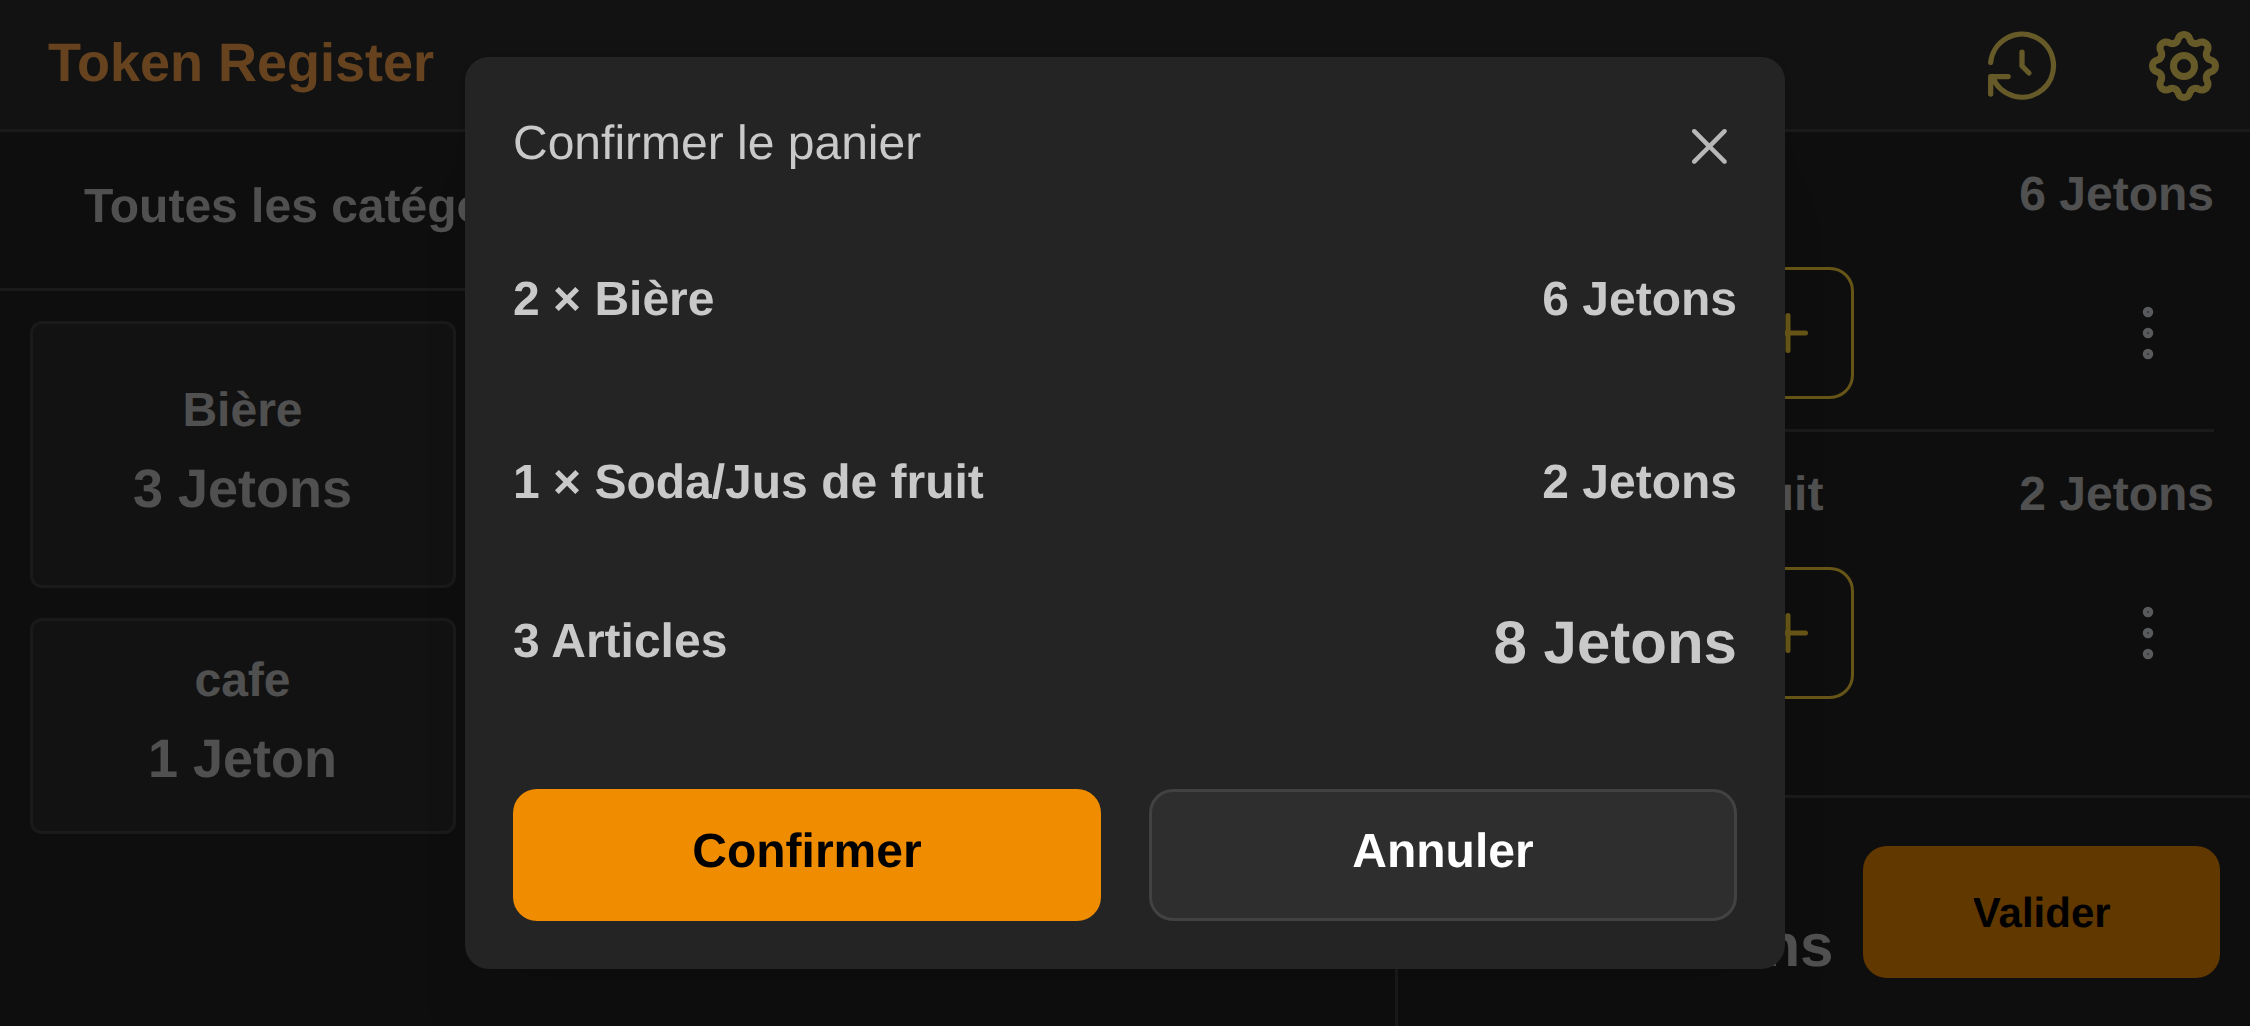 Token Register
Toutes les
6 Jetons
Bière
3 Jetons
cafe
1 Jeton
Confirmer le panier
2 × Bière 6 Jetons
1 × Soda/Jus de fruit 2 Jetons
3 Articles 8 Jetons
Confirmer Annuler
2 Jetons
Valider